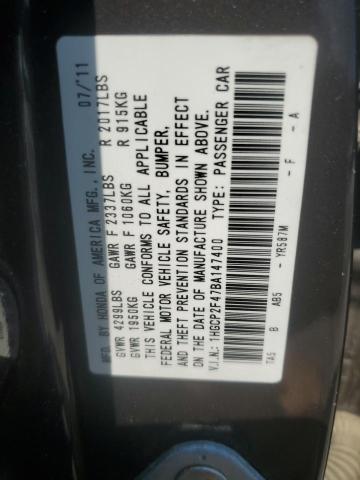 MFD. BY HONDA OF AMERICA MFG., INC. 07/'11
GVWR 4299LBS GAWR F 2337LBS R 2017LBS
GVWR 1950KG GAWR F 1060KG R 915KG
THIS VEHICLE CONFORMS TO ALL APPLICABLE
FEDERAL MOTOR VEHICLE SAFETY, BUMPER,
AND THEFT PREVENTION STANDARDS IN EFFECT
ON THE DATE OF MANUFACTURE SHOWN ABOVE.
V.I.N.: 1HGCP2F47BA147400 TYPE: PASSENGER CAR
TA5 B AB5 - YR587M - F - A